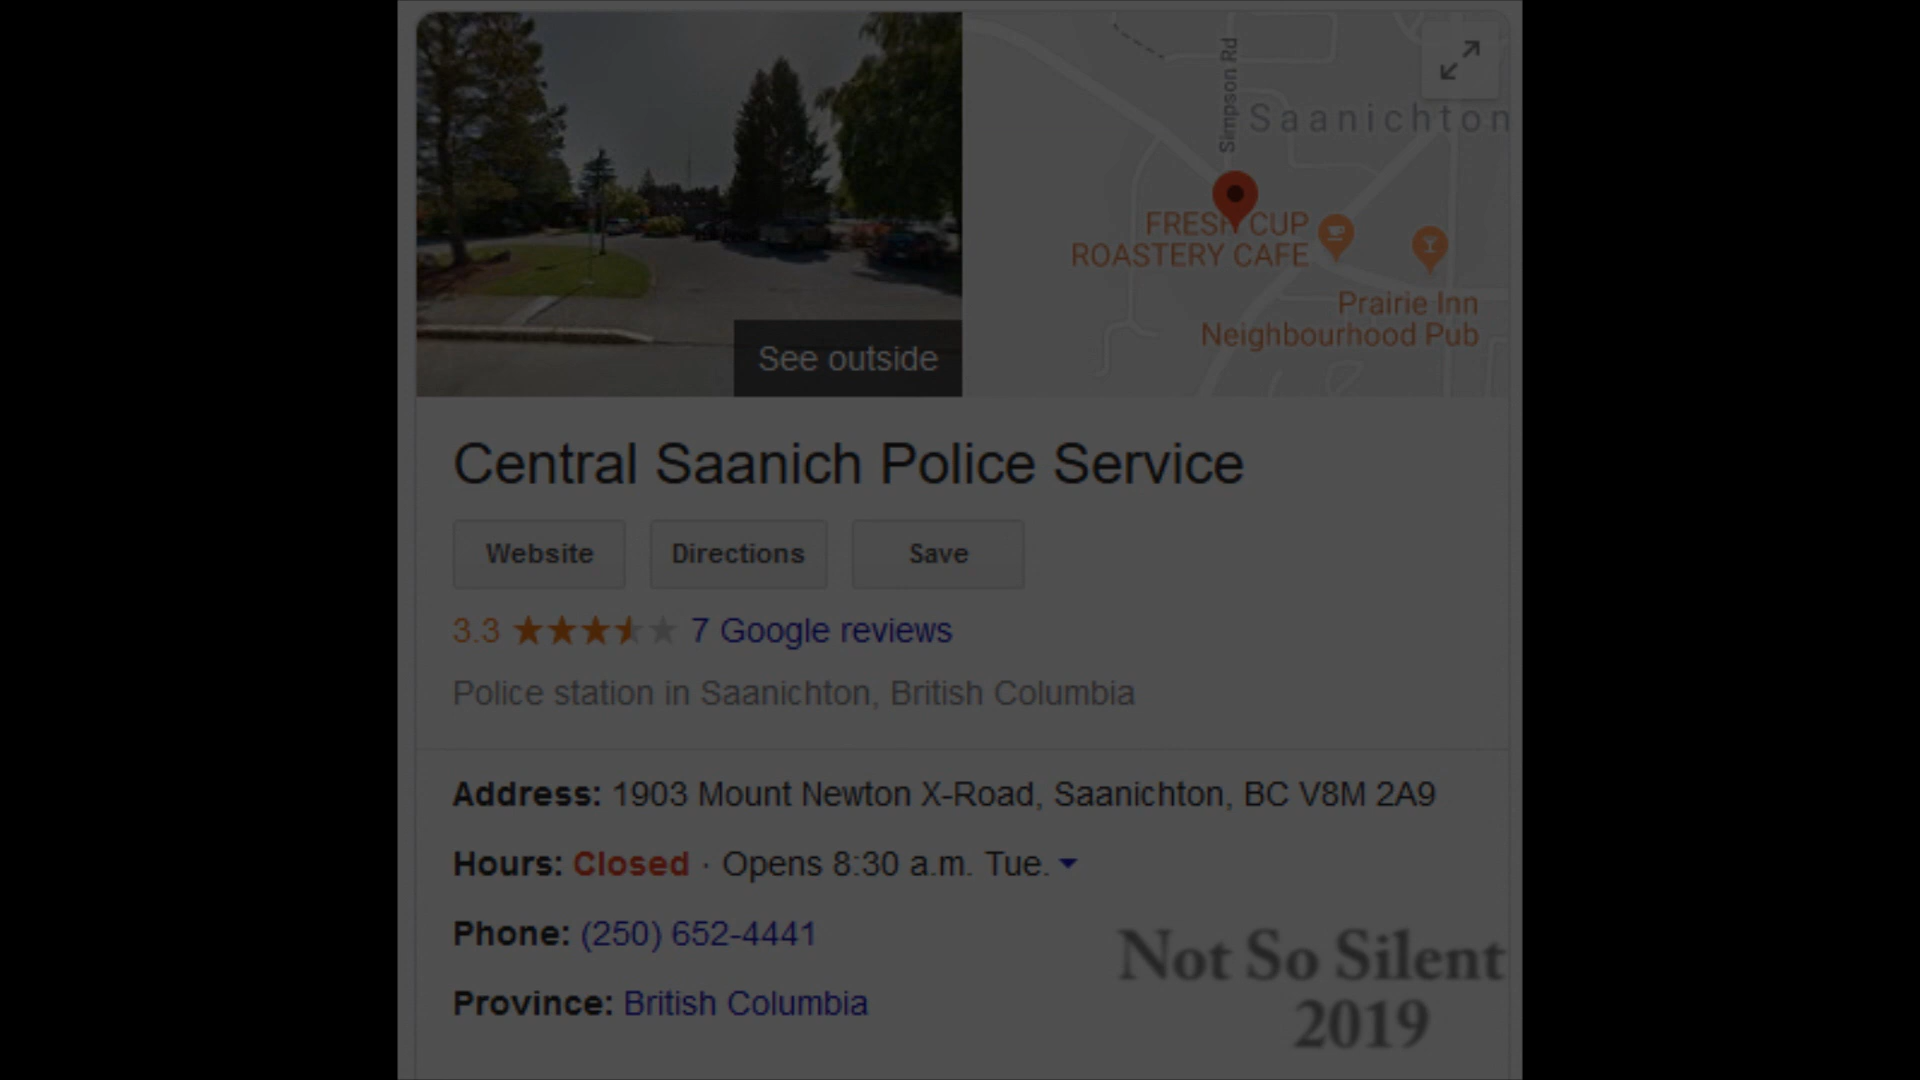 Simpson Rd
Saanichton
FRESH CUP
ROASTERY CAFE
Prairie Inn
Neighbourhood Pub
See outside
Central Saanich Police Service
Website
Directions
Save
3.3 7 Google reviews
Police station in Saanichton, British Columbia
Address: 1903 Mount Newton X-Road, Saanichton, BC V8M 2A9
Hours: Closed · Opens 8:30 a.m. Tue.
Phone: (250) 652-4441
Province: British Columbia
Not So Silent
2019